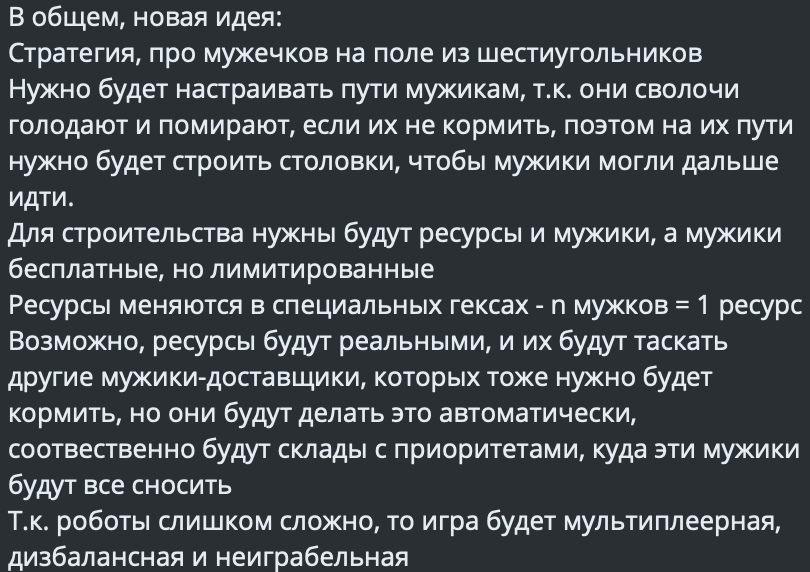 В общем, новая идея:
Стратегия, про мужечков на поле из шестиугольников
Нужно будет настраивать пути мужикам, т.к. они сволочи
голодают и помирают, если их не кормить, поэтом на их пути
нужно будет строить столовки, чтобы мужики могли дальше
идти.
Для строительства нужны будут ресурсы и мужики, а мужики
бесплатные, но лимитированные
Ресурсы меняются в специальных гексах - n мужков = 1 ресурс
Возможно, ресурсы будут реальными, и их будут таскать
другие мужики-доставщики, которых тоже нужно будет
кормить, но они будут делать это автоматически,
соотвественно будут склады с приоритетами, куда эти мужики
будут все сносить
Т.к. роботы слишком сложно, то игра будет мультиплеерная,
дизбалансная и неиграбельная